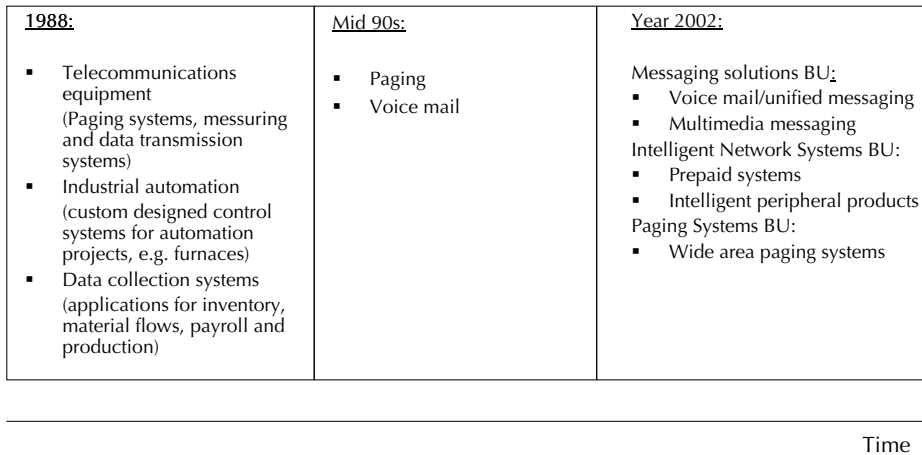 1988:
▪ Telecommunications
equipment
(Paging systems, messuring
and data transmission
systems)
▪ Industrial automation
(custom designed control
systems for automation
projects, e.g. furnaces)
▪ Data collection systems
(applications for inventory,
material flows, payroll and
production)
Mid 90s:
▪ Paging
▪ Voice mail
Year 2002:
Messaging solutions BU:
▪ Voice mail/unified messaging
▪ Multimedia messaging
Intelligent Network Systems BU:
▪ Prepaid systems
▪ Intelligent peripheral products
Paging Systems BU:
▪ Wide area paging systems
Time